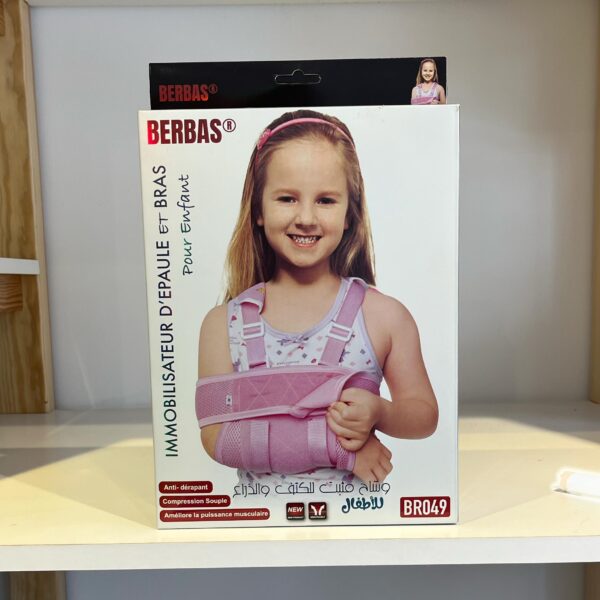 BERBAS®
BERBAS®
IMMOBILISATEUR D'EPAULE ET BRAS
Pour Enfant
Anti- dérapant
Compression Souple
Améliore la puissance musculaire
وشاح مثبت للكتف والذراع
للأطفال
NEW
BR049